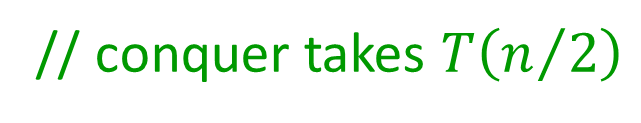 // conquer takes T(n/2)